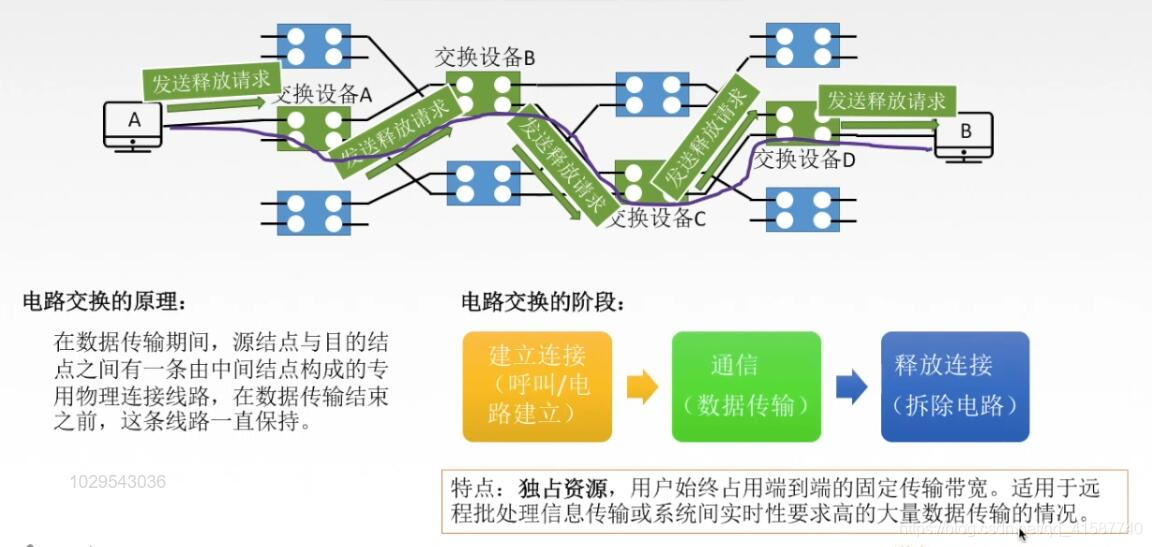 交换设备B
发送释放请求
交换设备A
发送释放请求
A
B
发送释放请求
发送释放请求
发送释放请求
交换设备D
交换设备C
电路交换的原理:
在数据传输期间，源结点与目的结
点之间有一条由中间结点构成的专
用物理连接线路，在数据传输结束
之前，这条线路一直保持。
电路交换的阶段:
建立连接
（呼叫/电
路建立）
通信
（数据传输）
释放连接
（拆除电路）
1029543036
特点：独占资源，用户始终占用端到端的固定传输带宽。适用于远
程批处理信息传输或系统间实时性要求高的大量数据传输的情况。
https://blog.csdn.net/qq_41587740